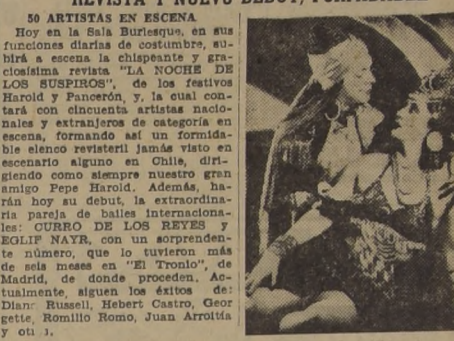 REVISTA Y NUEVO DEBUT,
50 ARTISTAS EN ESCENA
Hoy en la Sala Burlesque, en sus
funciones diarias de costumbre, su-
birá a escena la chispeante y gra-
ciosísima revista "LA NOCHE DE
LOS SUSPIROS", de los festivos
Harold y Pancerón, y, la cual con-
tará con cincuenta artistas nacio-
nales y extranjeros de categoría en
escena, formando así un formida-
ble elenco revisteril jamás visto en
escenario alguno en Chile, diri-
giendo como siempre nuestro gran
amigo Pepe Harold. Además, ha-
rán hoy su debut, la extraordina-
ria pareja de bailes internaciona-
les: CURRO DE LOS REYES y
EGLIF NAYR, con un sorprenden-
te número, que lo tuvieron más
de seis meses en "El Tronio", de
Madrid, de donde proceden. Ac-
tualmente, siguen los éxitos de:
Diana Russell, Hebert Castro, Geor
gette, Romilio Romo, Juan Arroitia
y otros.